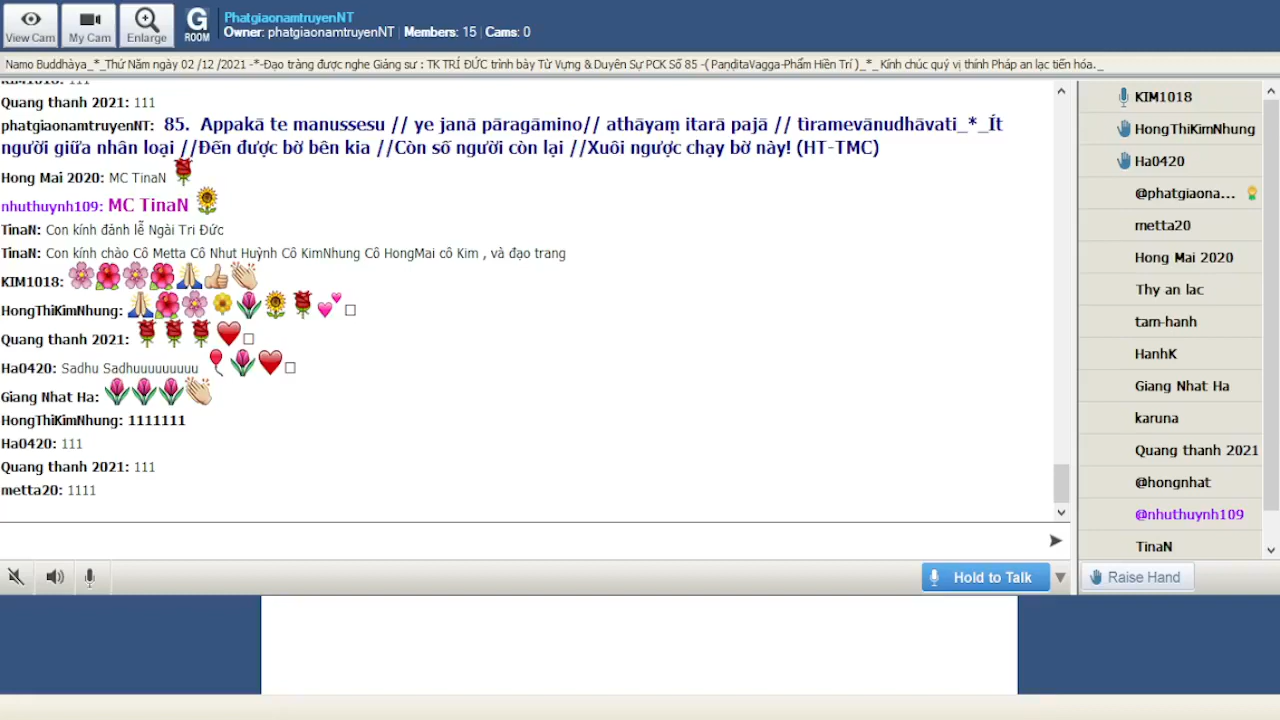 View Cam
My Cam
Enlarge
G
ROOM
PhatgiaonamtruyenNT
Owner: phatgiaonamtruyenNT | Members: 15 | Cams: 0
Namo Buddhàya_*_Thứ Năm ngày 02 /12 /2021 -*-Đạo tràng được nghe Giảng sư : TK TRÍ ĐỨC trình bày Từ Vựng & Duyên Sự PCK Số 85 -( PaṇḍitaVagga-Phẩm Hiền Trí )_*_ Kính chúc quý vị thính Pháp an lạc tiến hóa._
Quang thanh 2021: 111
phatgiaonamtruyenNT: 85. Appakā te manussesu // ye janā pāragāmino// athāyaṃ itarā pajā // tìramevānudhāvati_*_Ít
người giữa nhân loại //Đến được bờ bên kia //Còn số người còn lại //Xuôi ngược chạy bờ này! (HT-TMC)
Hong Mai 2020: MC TinaN
nhuthuynh109: MC TinaN
TinaN: Con kính đảnh lễ Ngài Tri Đức
TinaN: Con kính chào Cô Metta Cô Nhut Huỳnh Cô KimNhung Cô HongMai cô Kim , và đạo trang
KIM1018:
HongThiKimNhung:
Quang thanh 2021:
Ha0420: Sadhu Sadhuuuuuuuuu
Giang Nhat Ha:
HongThiKimNhung: 1111111
Ha0420: 111
Quang thanh 2021: 111
metta20: 1111
KIM1018
HongThiKimNhung
Ha0420
@phatgiaona...
metta20
Hong Mai 2020
Thy an lac
tam-hanh
HanhK
Giang Nhat Ha
karuna
Quang thanh 2021
@hongnhat
@nhuthuynh109
TinaN
Hold to Talk
Raise Hand